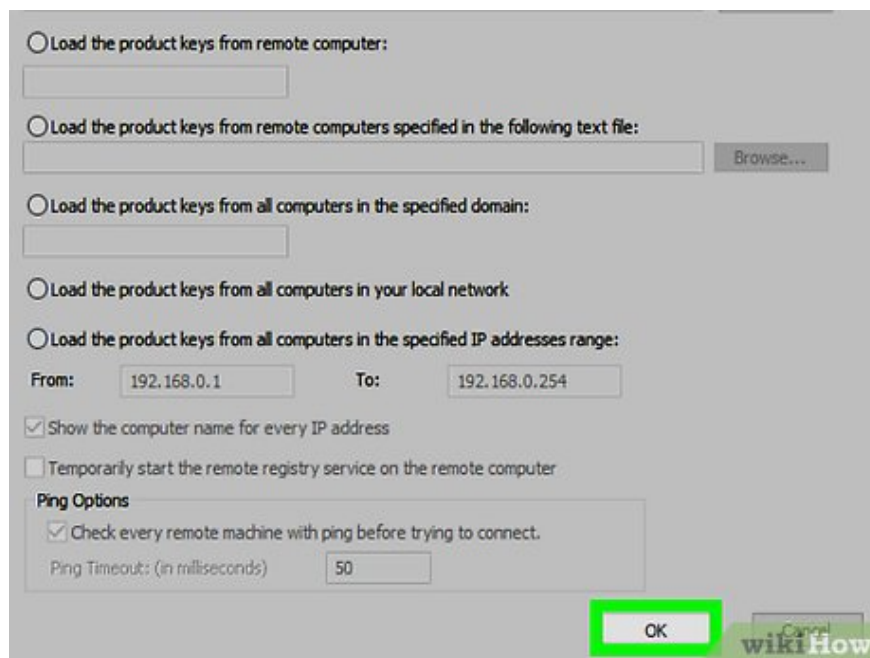 Load the product keys from remote computer:
Load the product keys from remote computers specified in the following text file:
Browse...
Load the product keys from all computers in the specified domain:
Load the product keys from all computers in your local network
Load the product keys from all computers in the specified IP addresses range:
From: 192.168.0.1 To: 192.168.0.254
Show the computer name for every IP address
Temporarily start the remote registry service on the remote computer
Ping Options
Check every remote machine with ping before trying to connect.
Ping Timeout: (in milliseconds) 50
OK Cancel
wikiHow